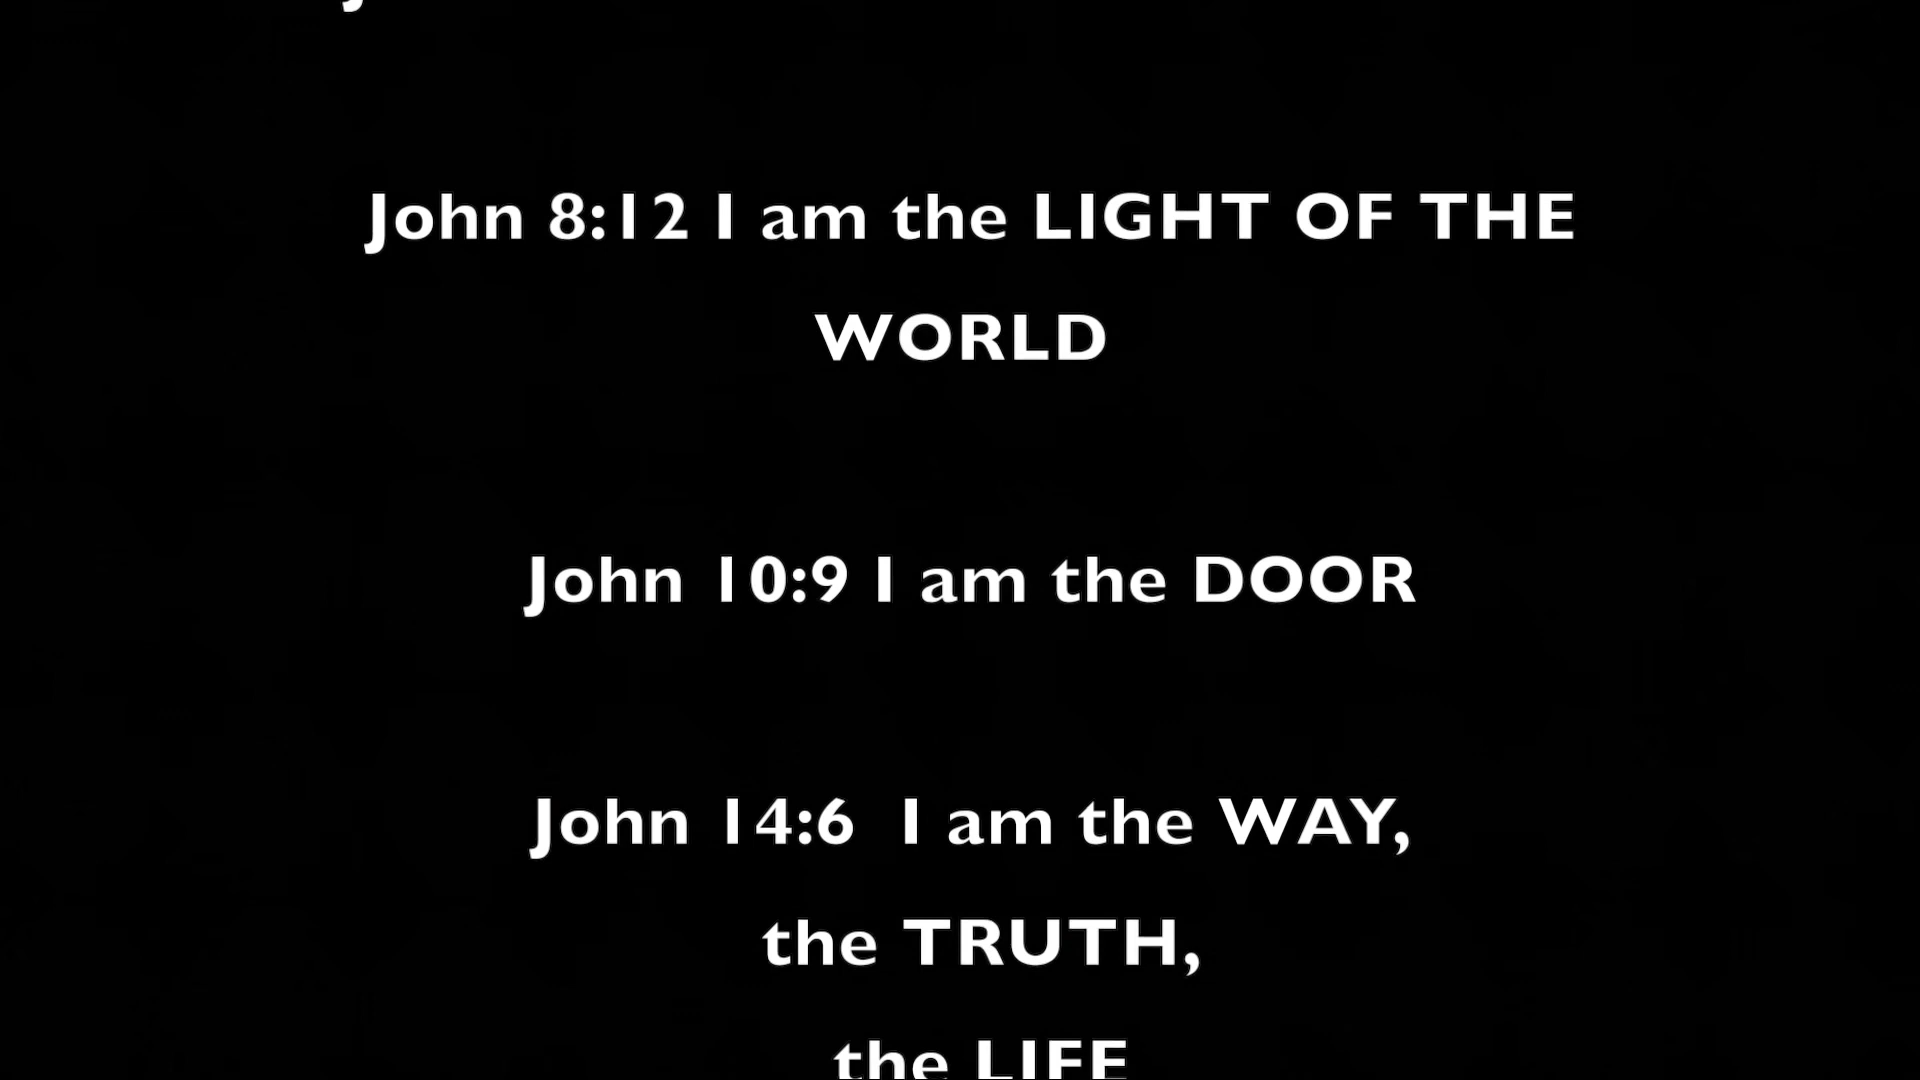 John 8:12 I am the LIGHT OF THE
WORLD
John 10:9 I am the DOOR
John 14:6  I am the WAY,
the TRUTH,
the LIFE